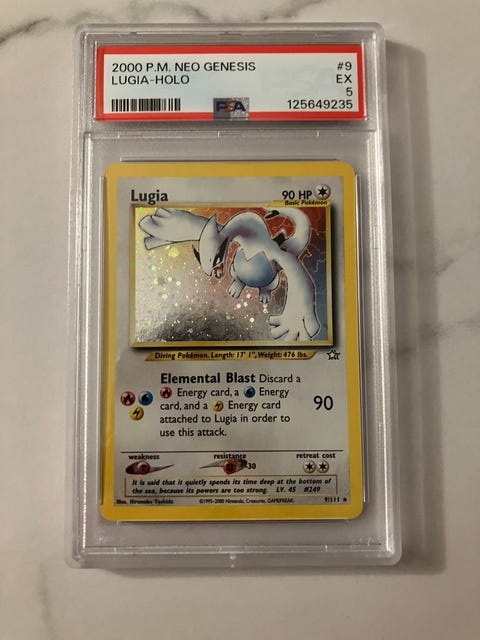 2000 P.M. NEO GENESIS #9
LUGIA-HOLO EX
5
PSA 125649235
Lugia 90 HP
Basic Pokémon
Diving Pokémon. Length: 17' 1", Weight: 476 lbs.
Elemental Blast Discard a
Energy card, a Energy
card, and a Energy card
attached to Lugia in order to
use this attack.
90
weakness resistance retreat cost
-30
It is said that it quietly spends its time deep at the bottom of
the sea, because its powers are too strong. LV. 45 #249
Illus. Hironobu Yoshida ©1995-2000 Nintendo, Creatures, GAMEFREAK. 9/111